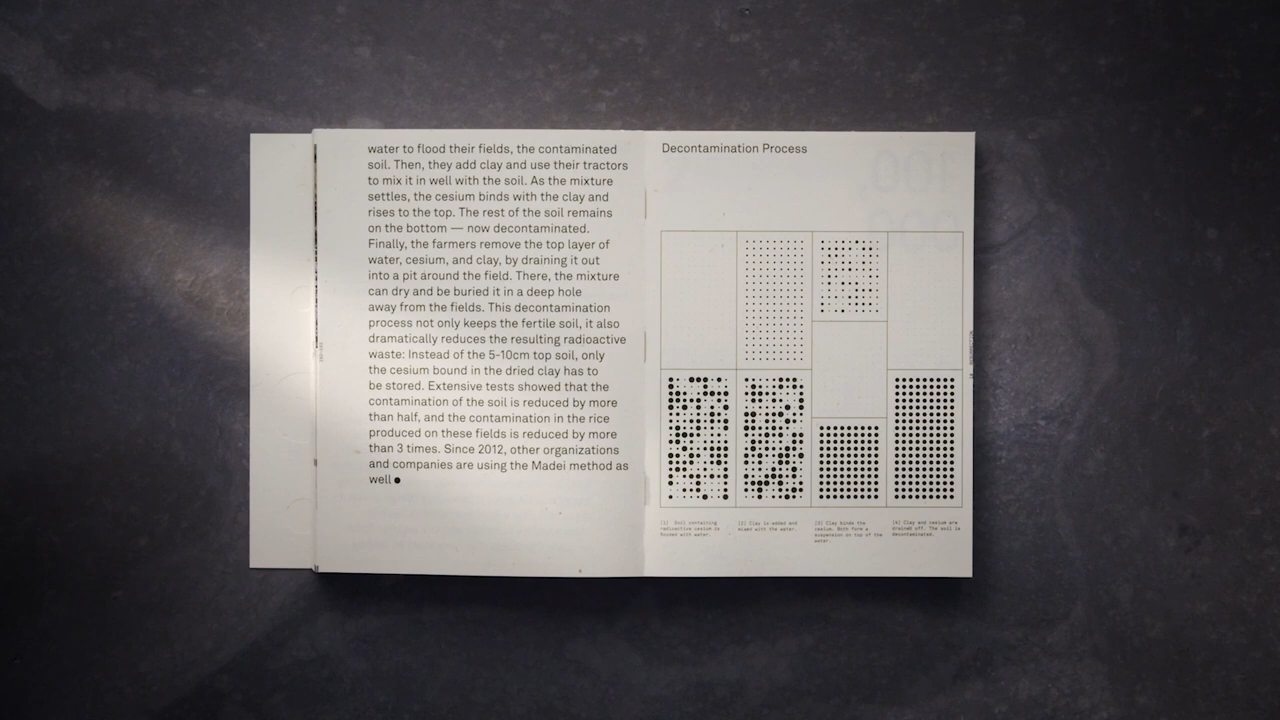 water to flood their fields, the contaminated
soil. Then, they add clay and use their tractors
to mix it in well with the soil. As the mixture
settles, the cesium binds with the clay and
rises to the top. The rest of the soil remains
on the bottom — now decontaminated.
Finally, the farmers remove the top layer of
water, cesium, and clay, by draining it out
into a pit around the field. There, the mixture
can dry and be buried it in a deep hole
away from the fields. This decontamination
process not only keeps the fertile soil, it also
dramatically reduces the resulting radioactive
waste: Instead of the 5-10cm top soil, only
the cesium bound in the dried clay has to
be stored. Extensive tests showed that the
contamination of the soil is reduced by more
than half, and the contamination in the rice
produced on these fields is reduced by more
than 3 times. Since 2012, other organizations
and companies are using the Madei method as
well ●
Decontamination Process
[1] Soil containing
radioactive cesium is
flooded with water.
[2] Clay is added and
mixed with the water.
[3] Clay binds the
cesium. Both form a
suspension on top of the
water.
[4] Clay and cesium are
drained off. The soil is
decontaminated.